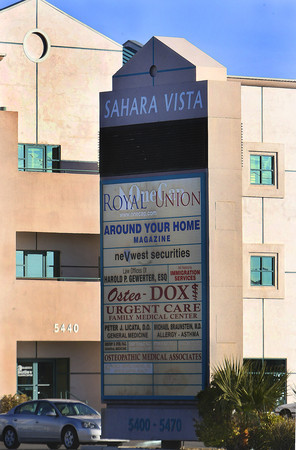 SAHARA VISTA
ROYAL UNION
AROUND YOUR HOME
MAGAZINE
neVwest securities
Law Offices of
HAROLD P. GEWERTER, ESQ
IMMIGRATION
SERVICES
Osteo-DOX
URGENT CARE
FAMILY MEDICAL CENTER
PETER J. LICATA, D.O.
GENERAL MEDICINE
MICHAEL BRAUNSTEIN, M.D.
ALLERGY - ASTHMA
OSTEOPATHIC MEDICAL ASSOCIATES
5400 - 5470
5440